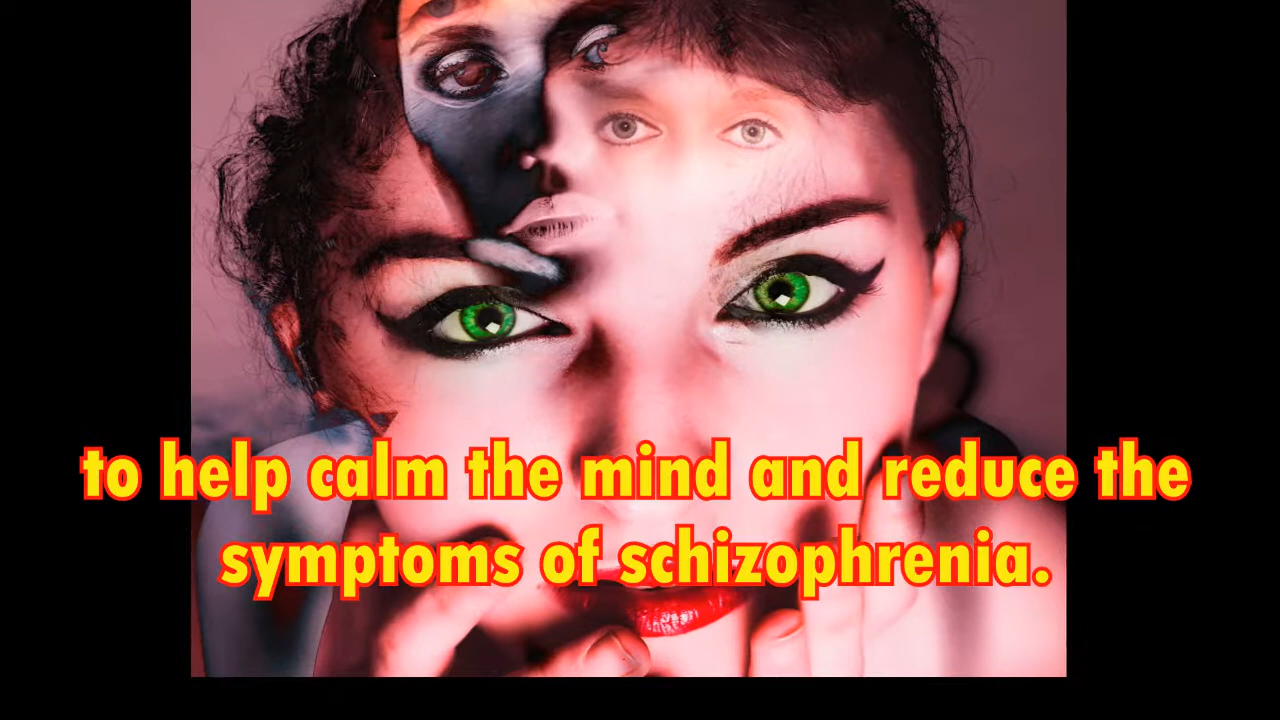 to help calm the mind and reduce the
symptoms of schizophrenia.